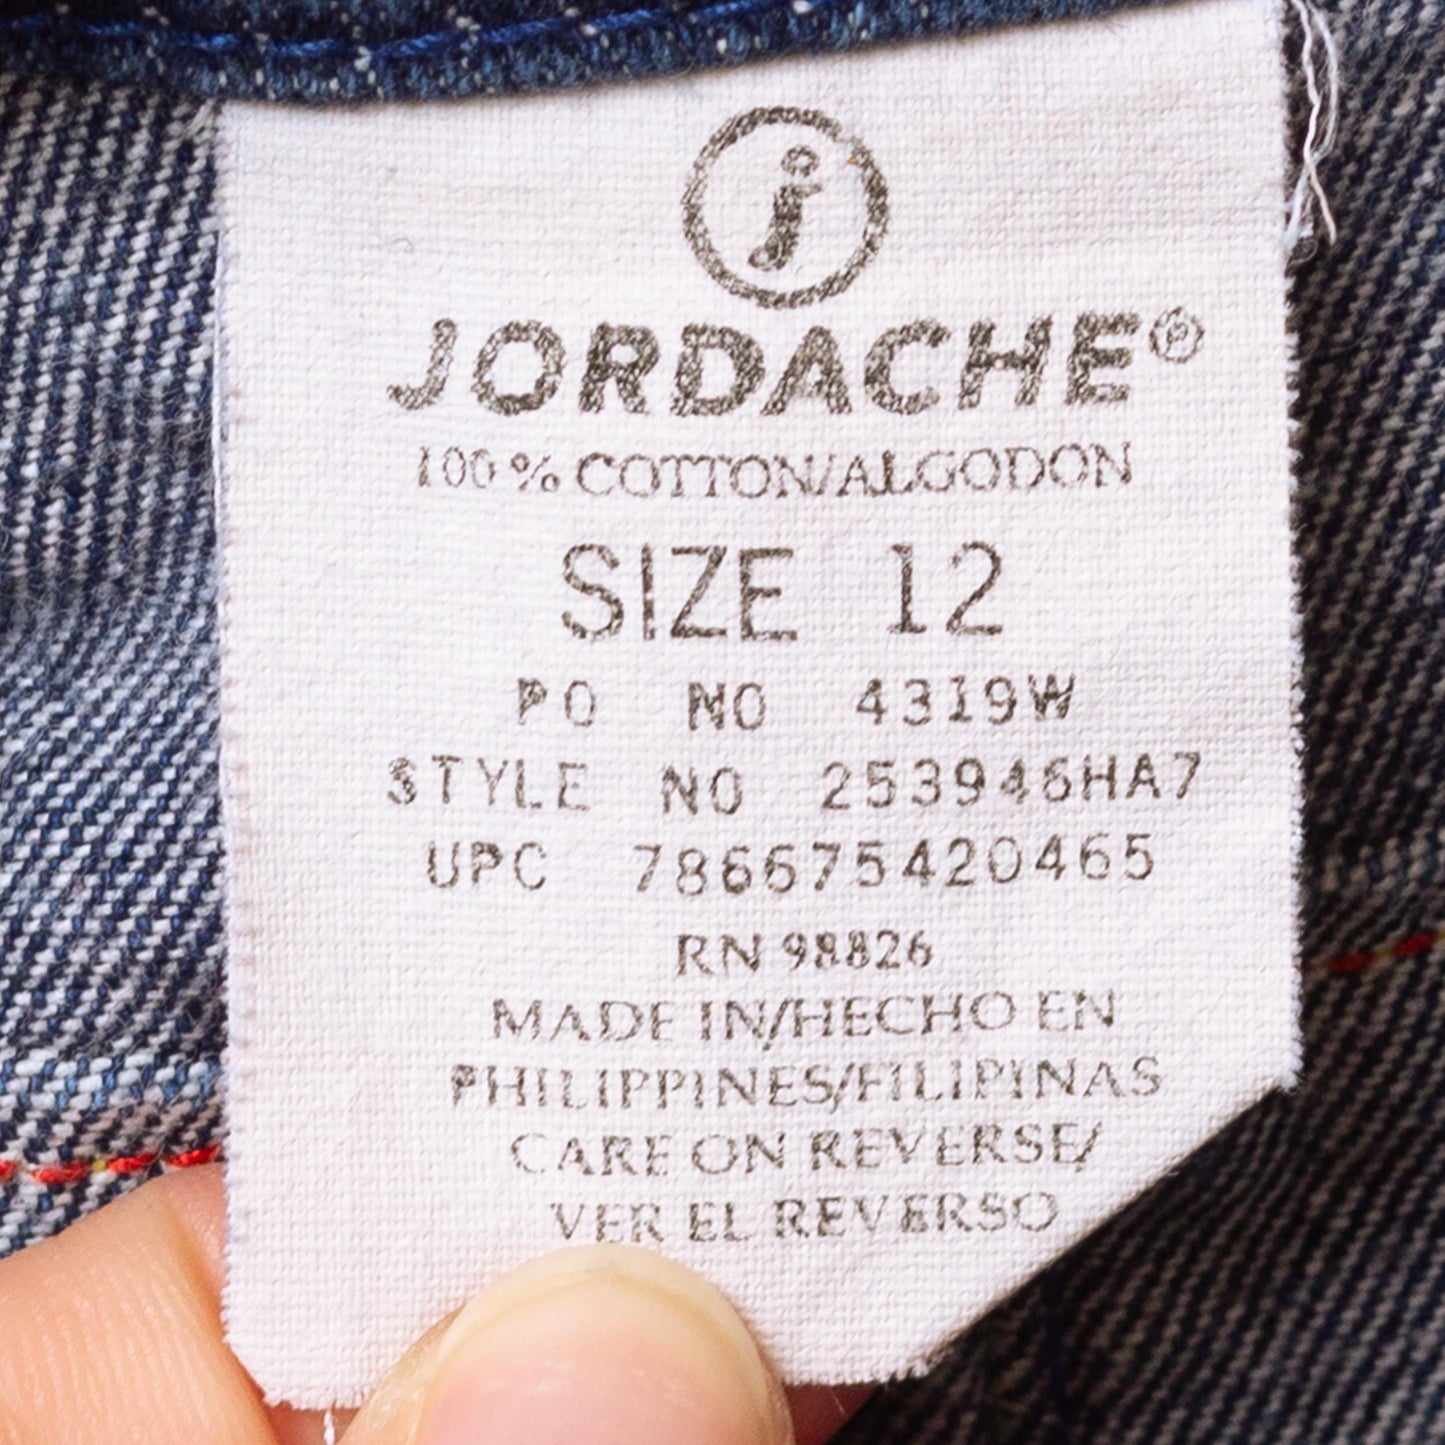 j
JORDACHE®
100% COTTON/ALGODON
SIZE 12
PO NO 4319W
STYLE NO 253946HA7
UPC 786675420465
RN 98826
MADE IN/HECHO EN
PHILIPPINES/FILIPINAS
CARE ON REVERSE/
VER EL REVERSO